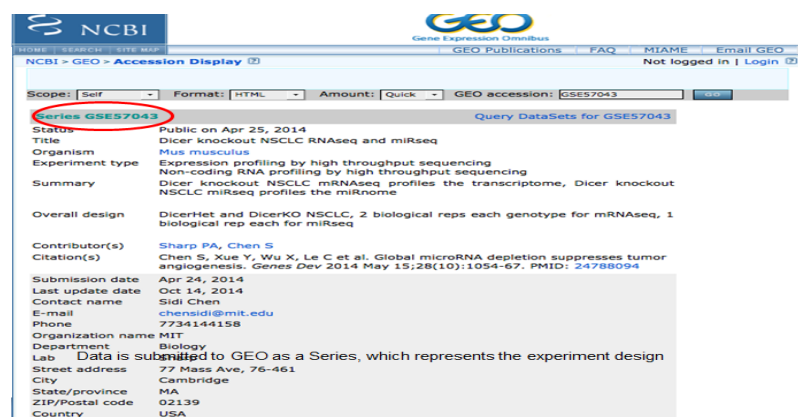 NCBI
GEO
Gene Expression Omnibus
HOME | SEARCH | SITE MAP
GEO Publications | FAQ | MIAME | Email GEO
NCBI > GEO > Accession Display
Not logged in | Login
Scope: Self Format: HTML Amount: Quick GEO accession: GSE57043 GO
Series GSE57043 Query DataSets for GSE57043
Status Public on Apr 25, 2014
Title Dicer knockout NSCLC RNAseq and miRseq
Organism Mus musculus
Experiment type Expression profiling by high throughput sequencing
Non-coding RNA profiling by high throughput sequencing
Summary Dicer knockout NSCLC mRNAseq profiles the transcriptome, Dicer knockout
NSCLC miRseq profiles the miRnome
Overall design DicerHet and DicerKO NSCLC, 2 biological reps each genotype for mRNAseq, 1
biological rep each for miRseq
Contributor(s) Sharp PA, Chen S
Citation(s) Chen S, Xue Y, Wu X, Le C et al. Global microRNA depletion suppresses tumor
angiogenesis. Genes Dev 2014 May 15;28(10):1054-67. PMID: 24788094
Submission date Apr 24, 2014
Last update date Oct 14, 2014
Contact name Sidi Chen
E-mail chensidi@mit.edu
Phone 7734144158
Organization name MIT
Department Biology
Lab
Data is submitted to GEO as a Series, which represents the experiment design
Street address 77 Mass Ave, 76-461
City Cambridge
State/province MA
ZIP/Postal code 02139
Country USA